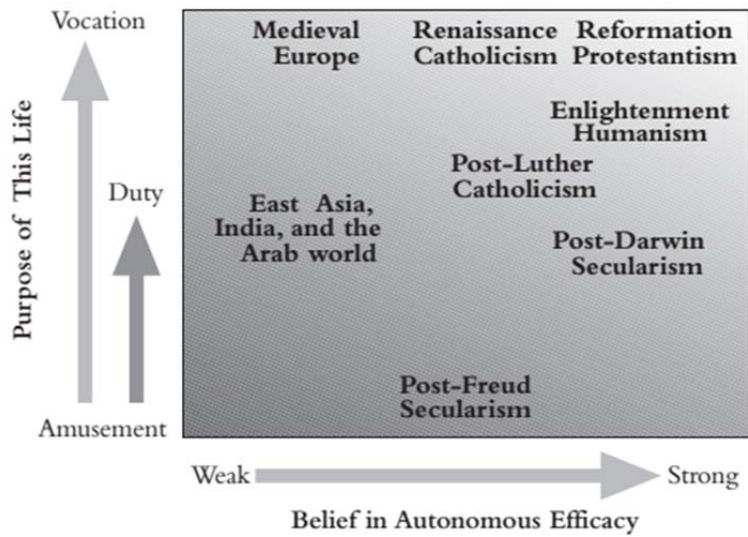 Vocation
Purpose of This Life
Duty
Amusement
Medieval
Europe
Renaissance
Catholicism
Reformation
Protestantism
Enlightenment
Humanism
Post-Luther
Catholicism
East Asia,
India, and the
Arab world
Post-Darwin
Secularism
Post-Freud
Secularism
Weak
Strong
Belief in Autonomous Efficacy